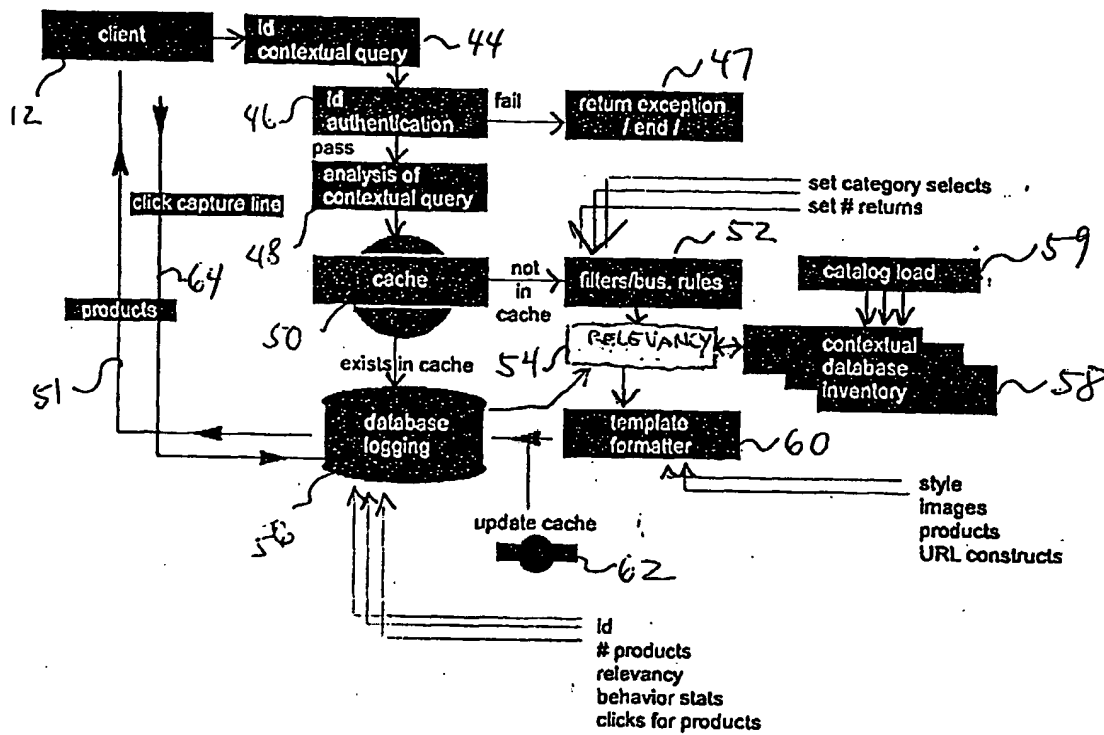 client
id
contextual query
44
47
12
46
id
authentication
fail
return exception
/ end /
pass
analysis of
contextual query
48
click capture line
64
set category selects
set # returns
52
59
cache
not
in
cache
filters/bus. rules
catalog load
products
50
54
RELEVANCY
contextual
database
inventory
58
51
exists in cache
database
logging
template
formatter
60
56
update cache
62
style
images
products
URL constructs
id
# products
relevancy
behavior stats
clicks for products